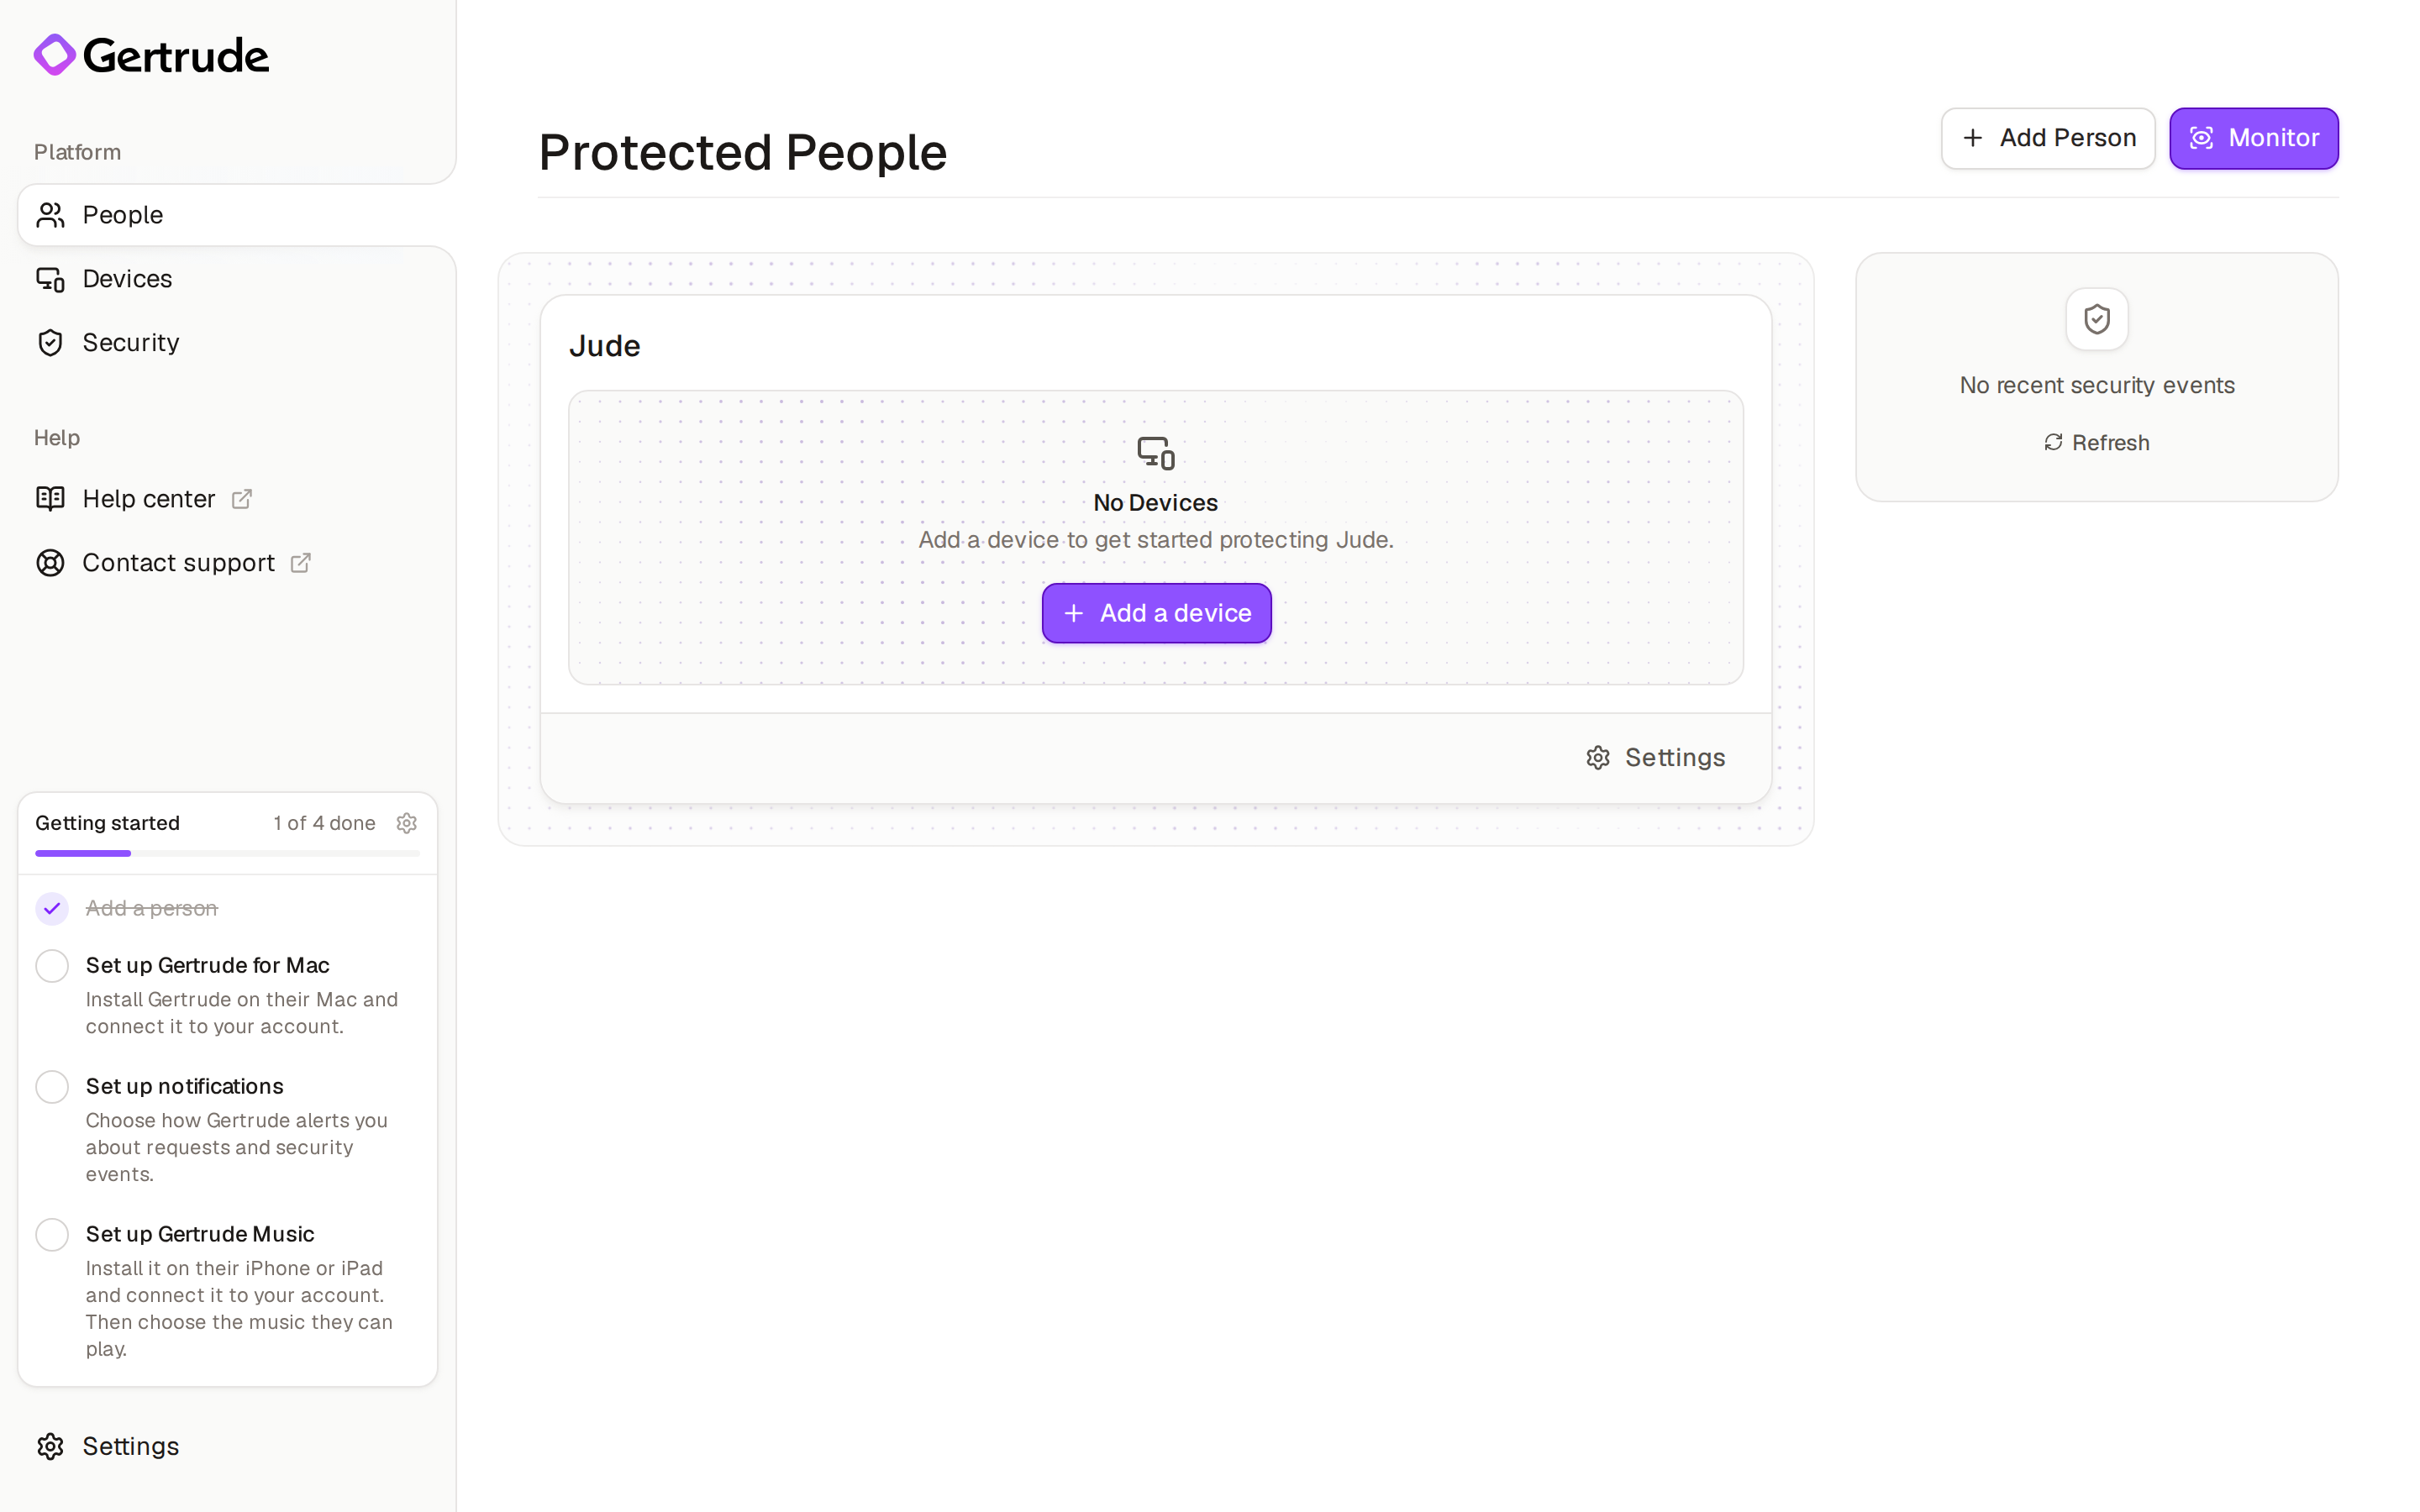 Gertrude
Platform
People
Devices
Security
Help
Help center
Contact support
Getting started
1 of 4 done
Add a person
Set up Gertrude for Mac
Install Gertrude on their Mac and
connect it to your account.
Set up notifications
Choose how Gertrude alerts you
about requests and security
events.
Set up Gertrude Music
Install it on their iPhone or iPad
and connect it to your account.
Then choose the music they can
play.
Settings
Protected People
Add Person
Monitor
Jude
No Devices
Add a device to get started protecting Jude.
Add a device
Settings
No recent security events
Refresh